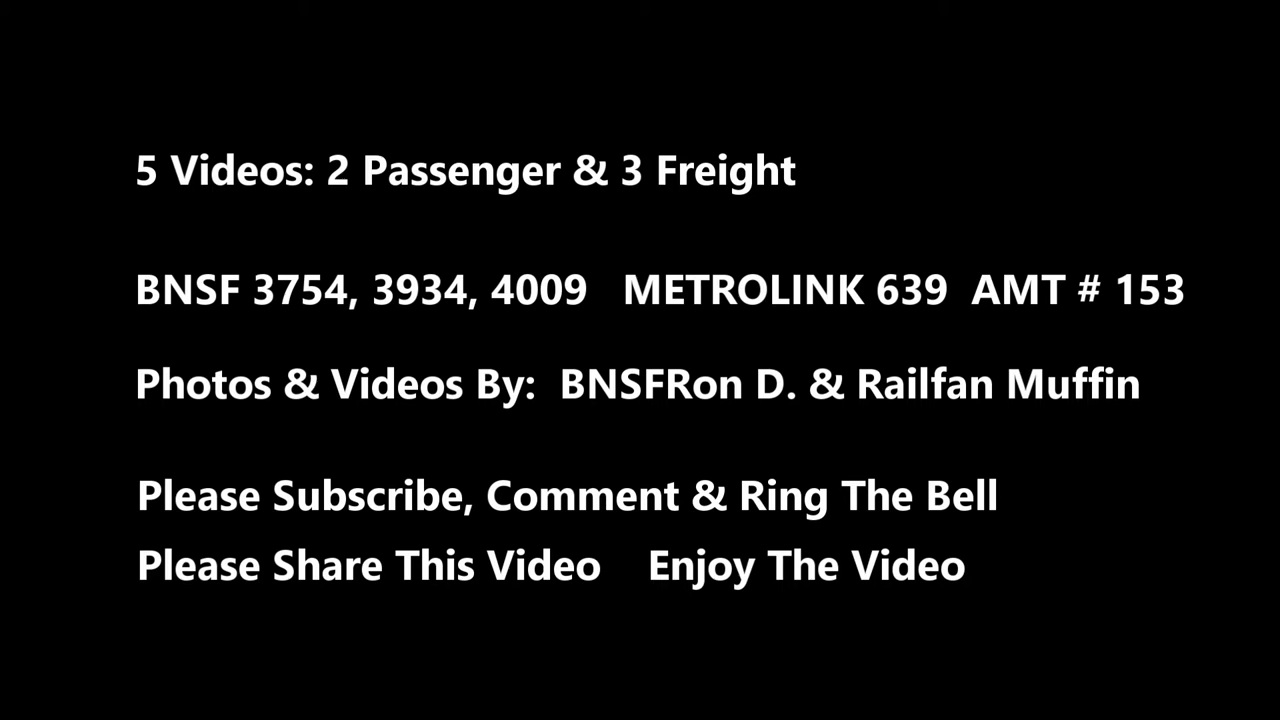 5 Videos: 2 Passenger & 3 Freight
BNSF 3754, 3934, 4009 METROLINK 639 AMT # 153
Photos & Videos By: BNSFRon D. & Railfan Muffin
Please Subscribe, Comment & Ring The Bell
Please Share This Video Enjoy The Video